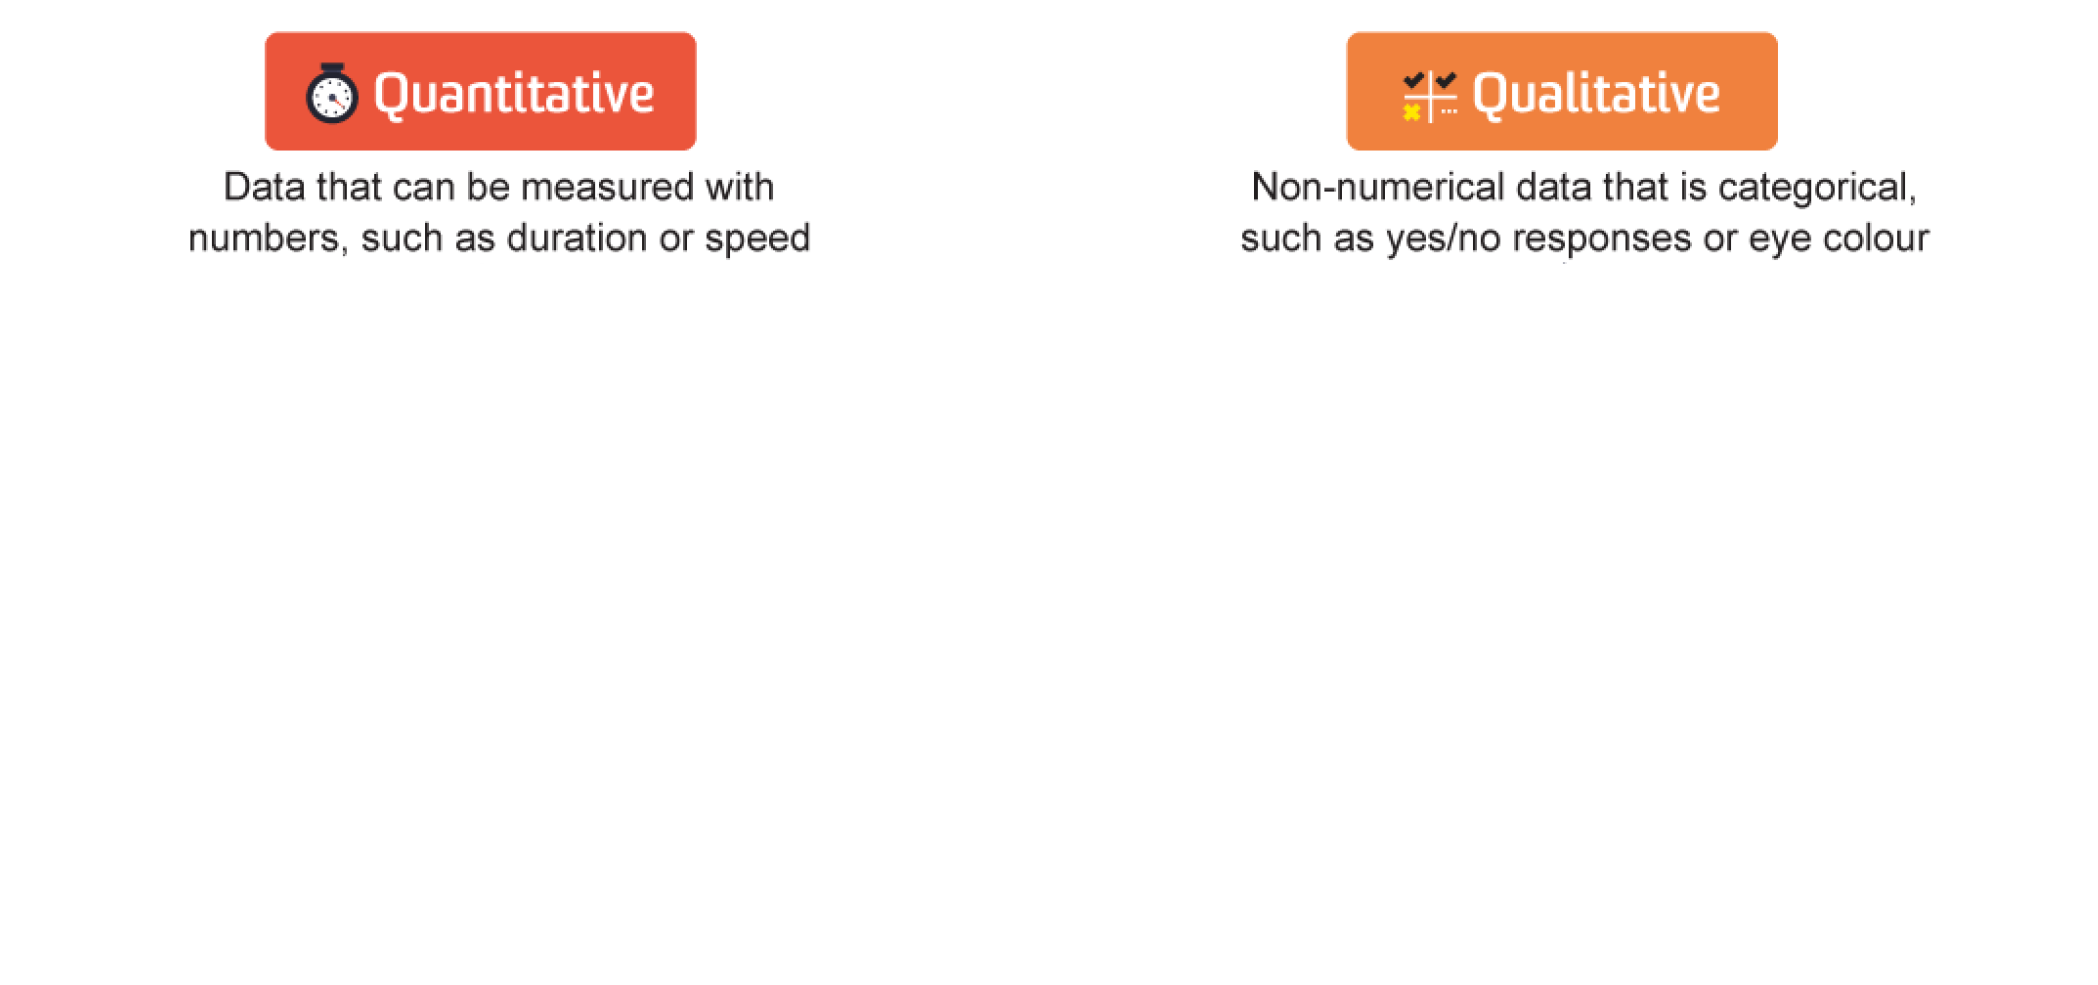 Quantitative
Data that can be measured with
numbers, such as duration or speed
Qualitative
Non-numerical data that is categorical,
such as yes/no responses or eye colour